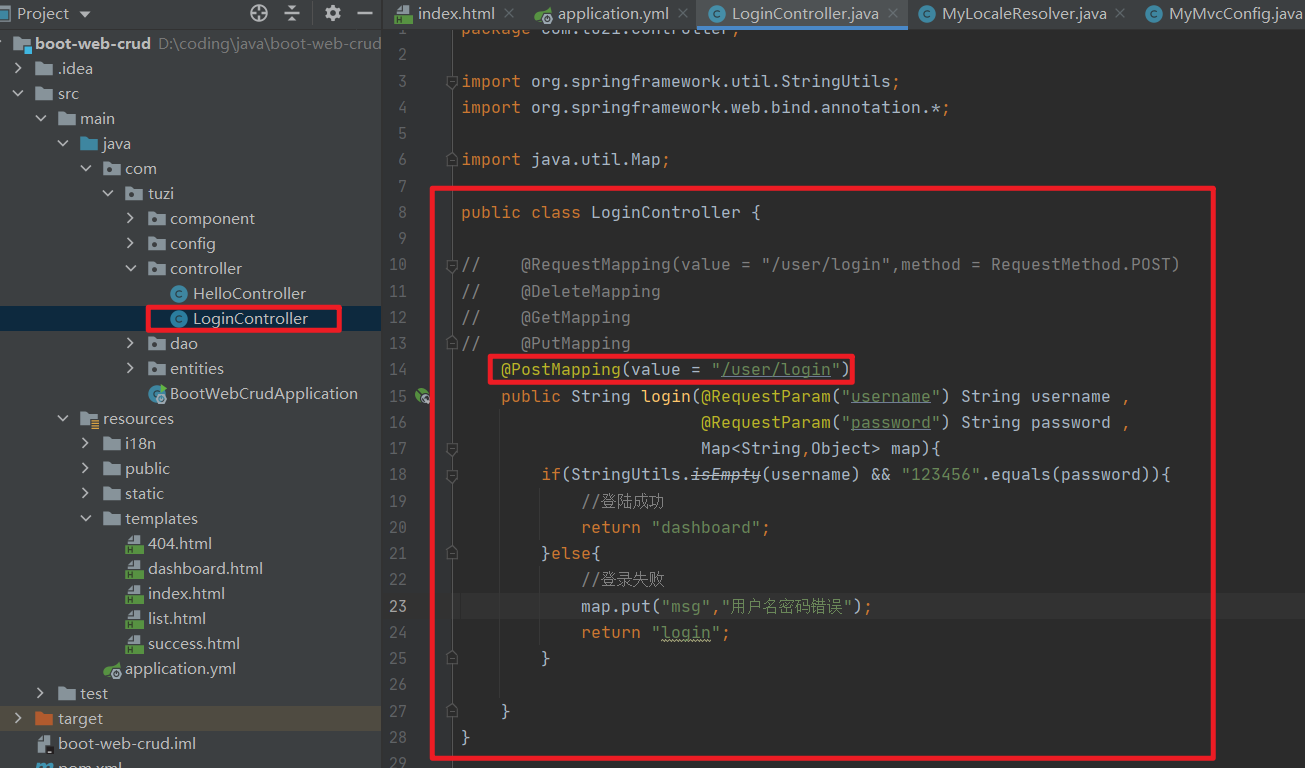 Project
index.html
application.yml
LoginController.java
MyLocaleResolver.java
MyMvcConfig.java
boot-web-crud D:\coding\java\boot-web-crud
.idea
src
main
java
com
tuzi
component
config
controller
HelloController
LoginController
dao
entities
BootWebCrudApplication
resources
i18n
public
static
templates
404.html
dashboard.html
index.html
list.html
success.html
application.yml
test
target
boot-web-crud.iml
pom.xml
1 package com.tuzi.controller;
2
3 import org.springframework.util.StringUtils;
4 import org.springframework.web.bind.annotation.*;
5
6 import java.util.Map;
7
8 public class LoginController {
9
10 //    @RequestMapping(value = "/user/login",method = RequestMethod.POST)
11 //    @DeleteMapping
12 //    @GetMapping
13 //    @PutMapping
14     @PostMapping(value = "/user/login")
15     public String login(@RequestParam("username") String username ,
16                         @RequestParam("password") String password ,
17                         Map<String,Object> map){
18         if(StringUtils.isEmpty(username) && "123456".equals(password)){
19             //登陆成功
20             return "dashboard";
21         }else{
22             //登录失败
23             map.put("msg","用户名密码错误");
24             return "login";
25         }
26
27     }
28 }
29